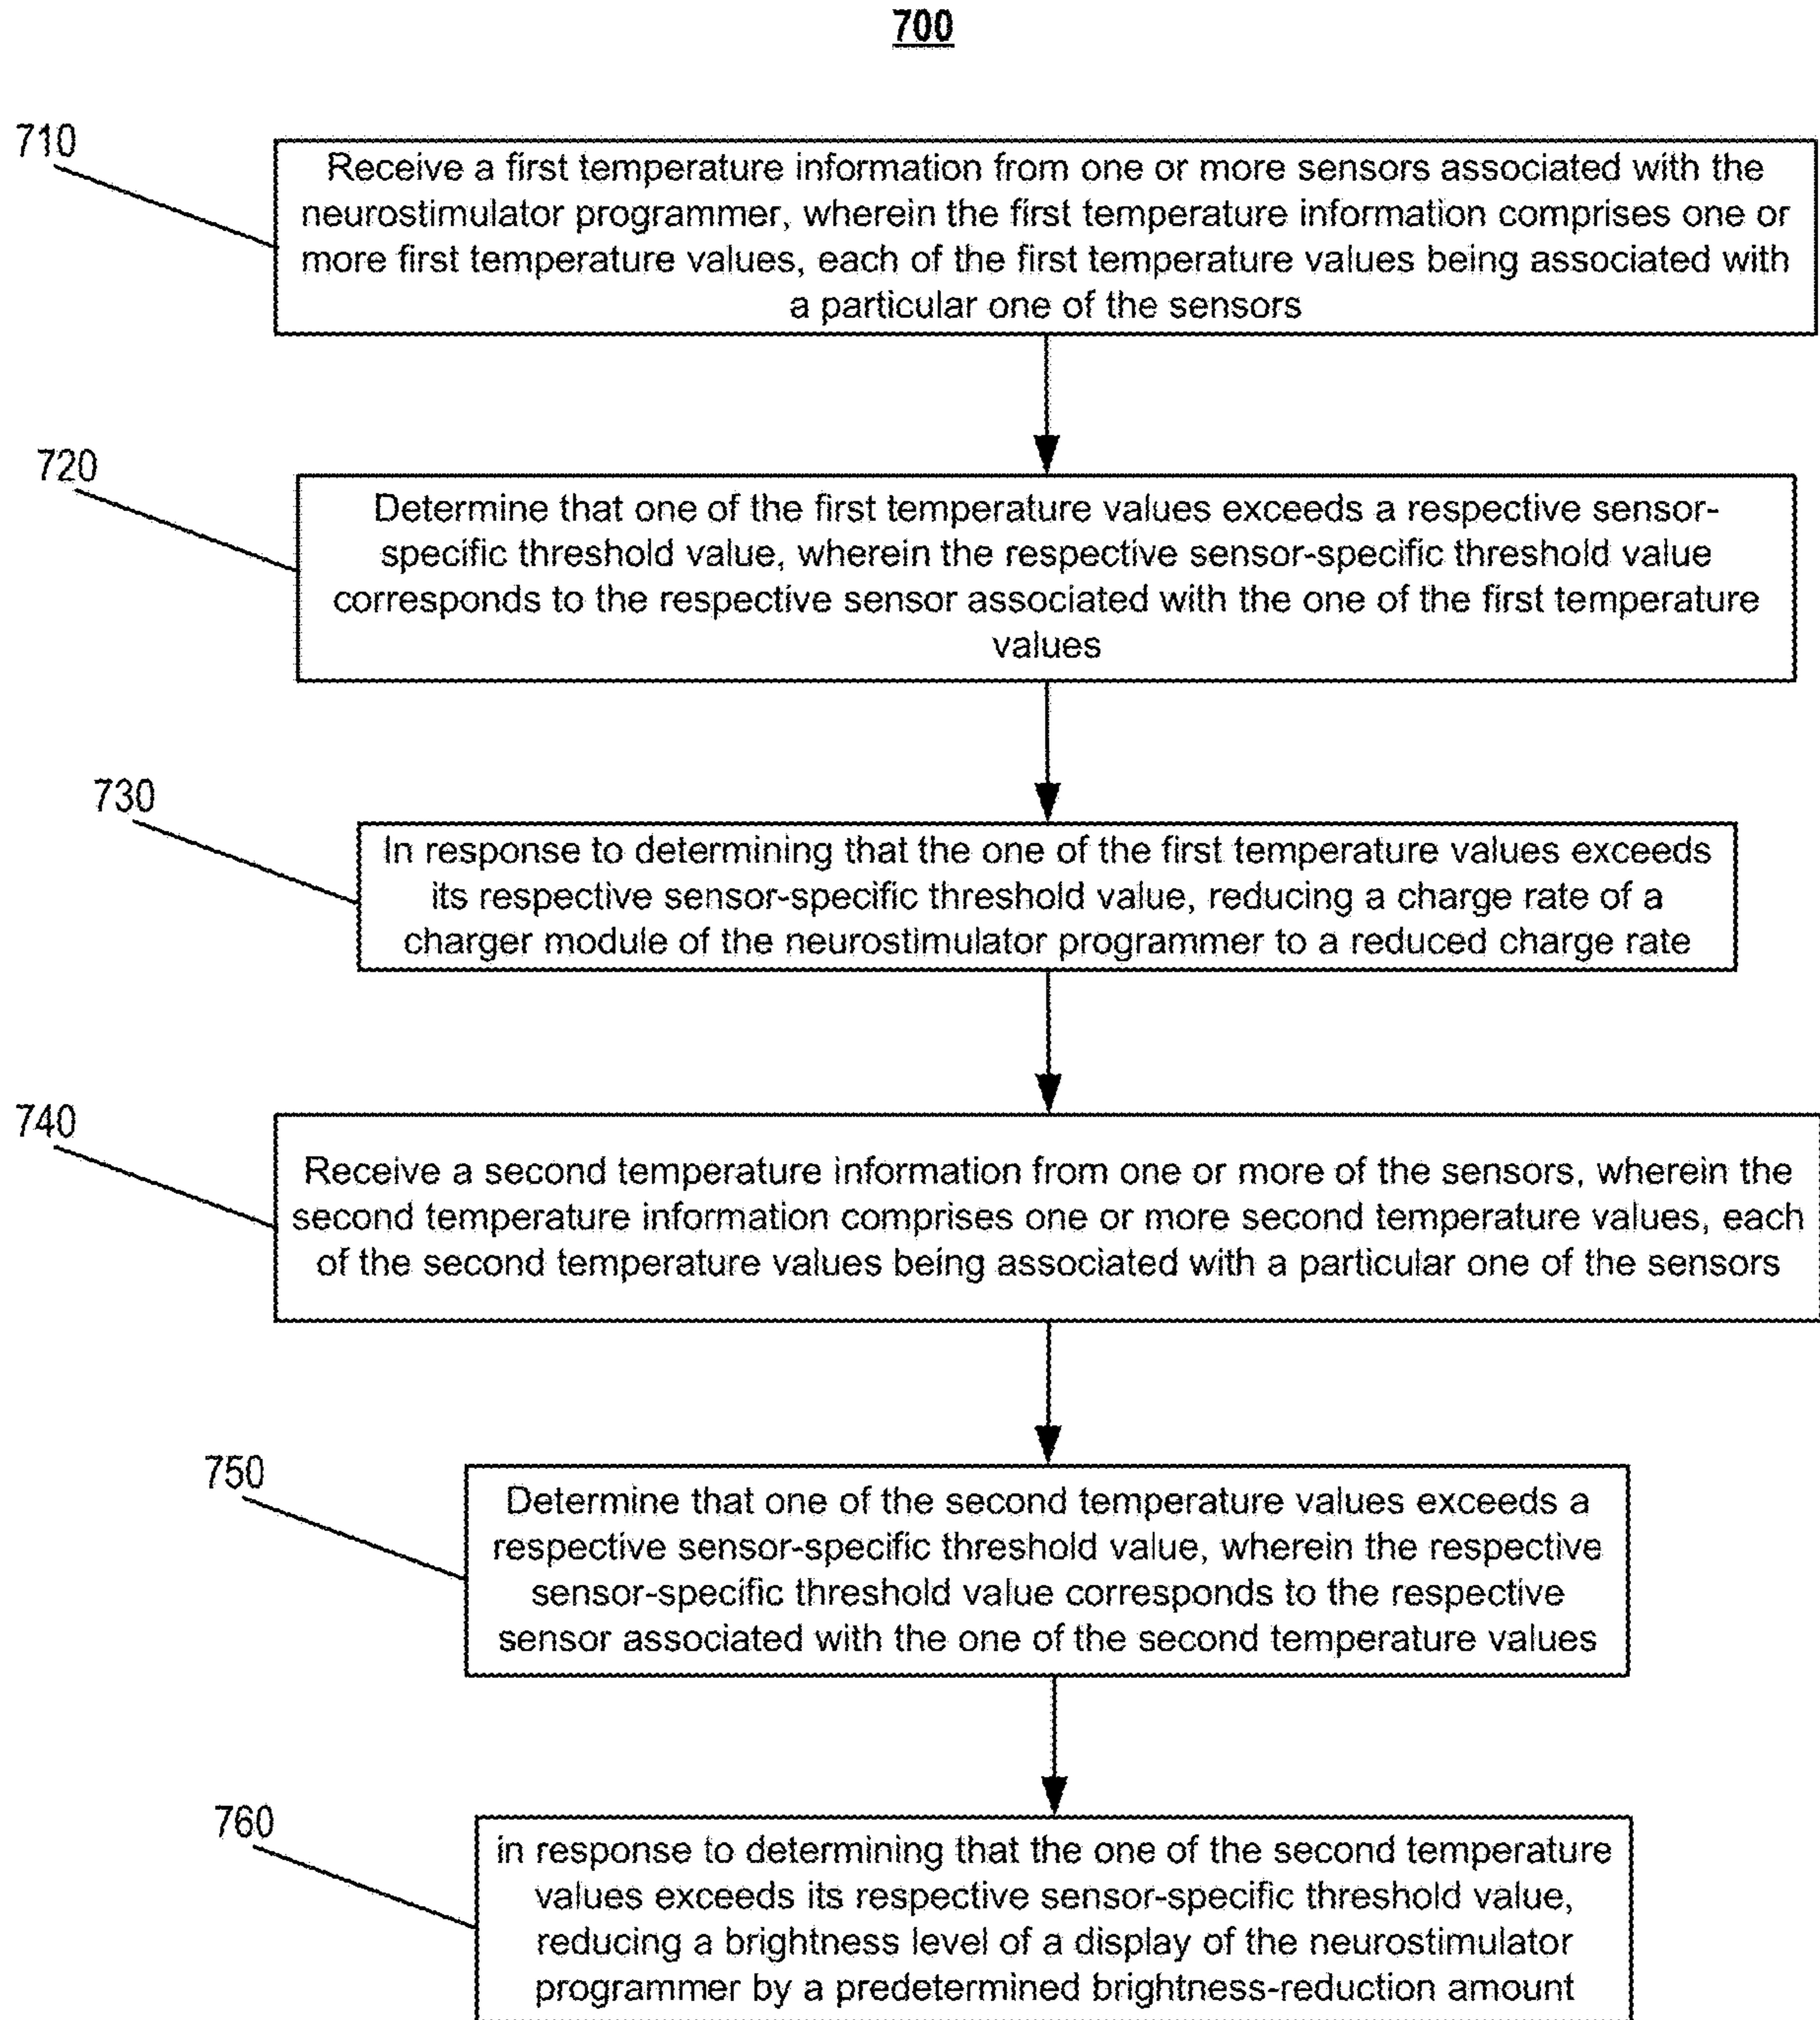 700
710
Receive a first temperature information from one or more sensors associated with the
neurostimulator programmer, wherein the first temperature information comprises one or
more first temperature values, each of the first temperature values being associated with
a particular one of the sensors
720
Determine that one of the first temperature values exceeds a respective sensor-
specific threshold value, wherein the respective sensor-specific threshold value
corresponds to the respective sensor associated with the one of the first temperature
values
730
In response to determining that the one of the first temperature values exceeds
its respective sensor-specific threshold value, reducing a charge rate of a
charger module of the neurostimulator programmer to a reduced charge rate
740
Receive a second temperature information from one or more of the sensors, wherein the
second temperature information comprises one or more second temperature values, each
of the second temperature values being associated with a particular one of the sensors
750
Determine that one of the second temperature values exceeds a
respective sensor-specific threshold value, wherein the respective
sensor-specific threshold value corresponds to the respective
sensor associated with the one of the second temperature values
760
in response to determining that the one of the second temperature
values exceeds its respective sensor-specific threshold value,
reducing a brightness level of a display of the neurostimulator
programmer by a predetermined brightness-reduction amount